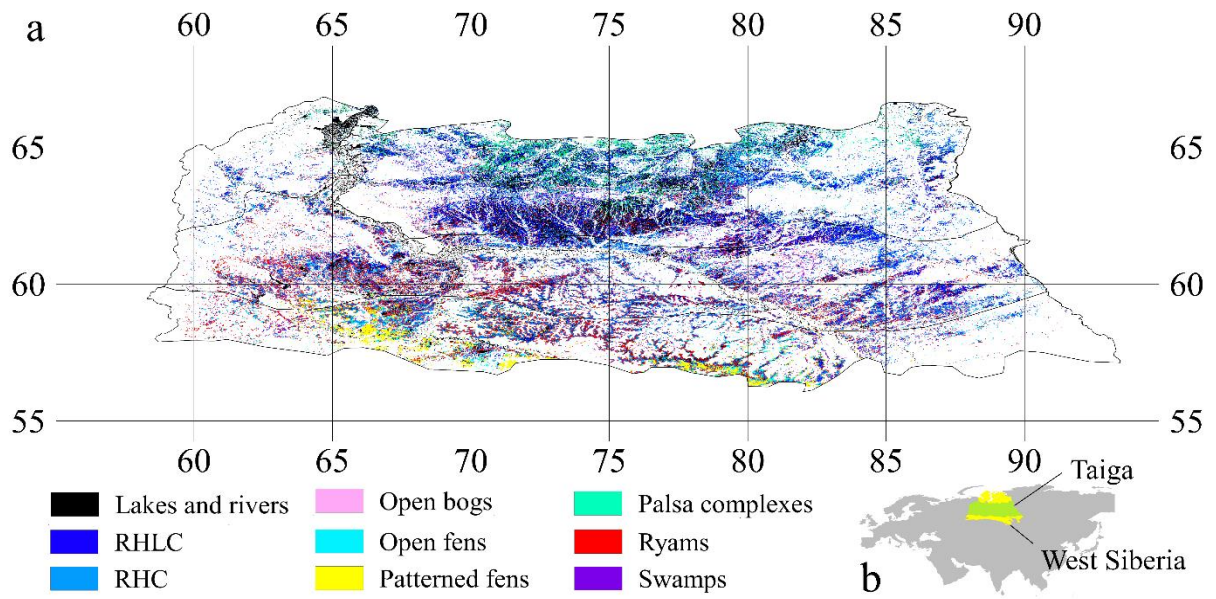 a
60 65 70 75 80 85 90
65 65
60 60
55 55
60 65 70 75 80 85 90
Lakes and rivers Open bogs Palsa complexes
RHLC Open fens Ryams
RHC Patterned fens Swamps
Taiga
West Siberia
b